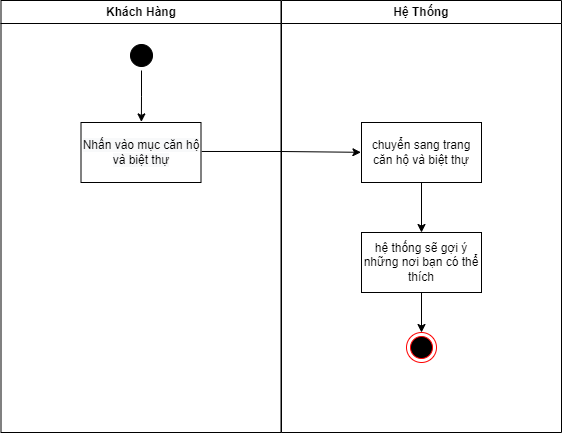 Khách Hàng
Hệ Thống
Nhấn vào mục căn hộ
và biệt thự
chuyển sang trang
căn hộ và biệt thự
hệ thống sẽ gợi ý
những nơi bạn có thể
thích